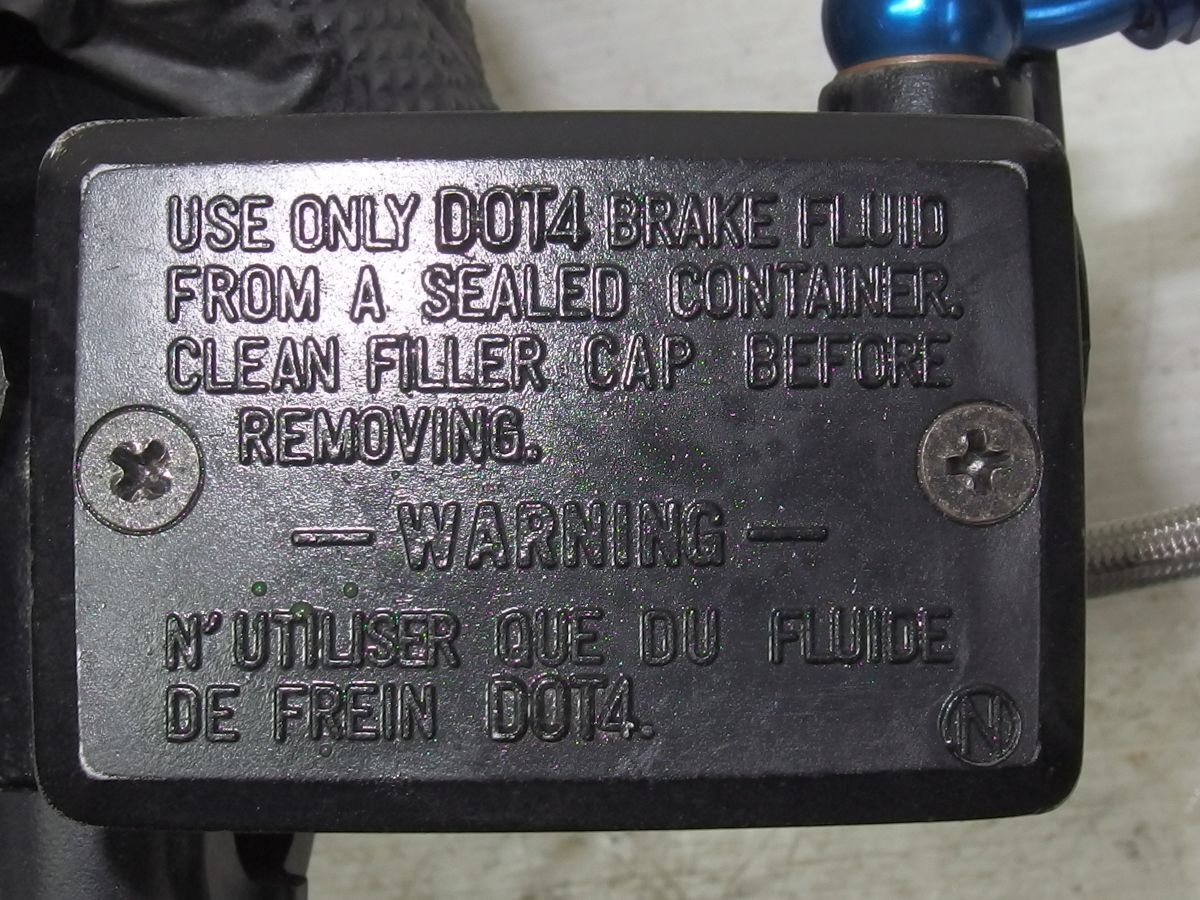 USE ONLY DOT4 BRAKE FLUID
FROM A SEALED CONTAINER.
CLEAN FILLER CAP BEFORE
REMOVING.
— WARNING —
N'UTILISER QUE DU FLUIDE
DE FREIN DOT4.
N